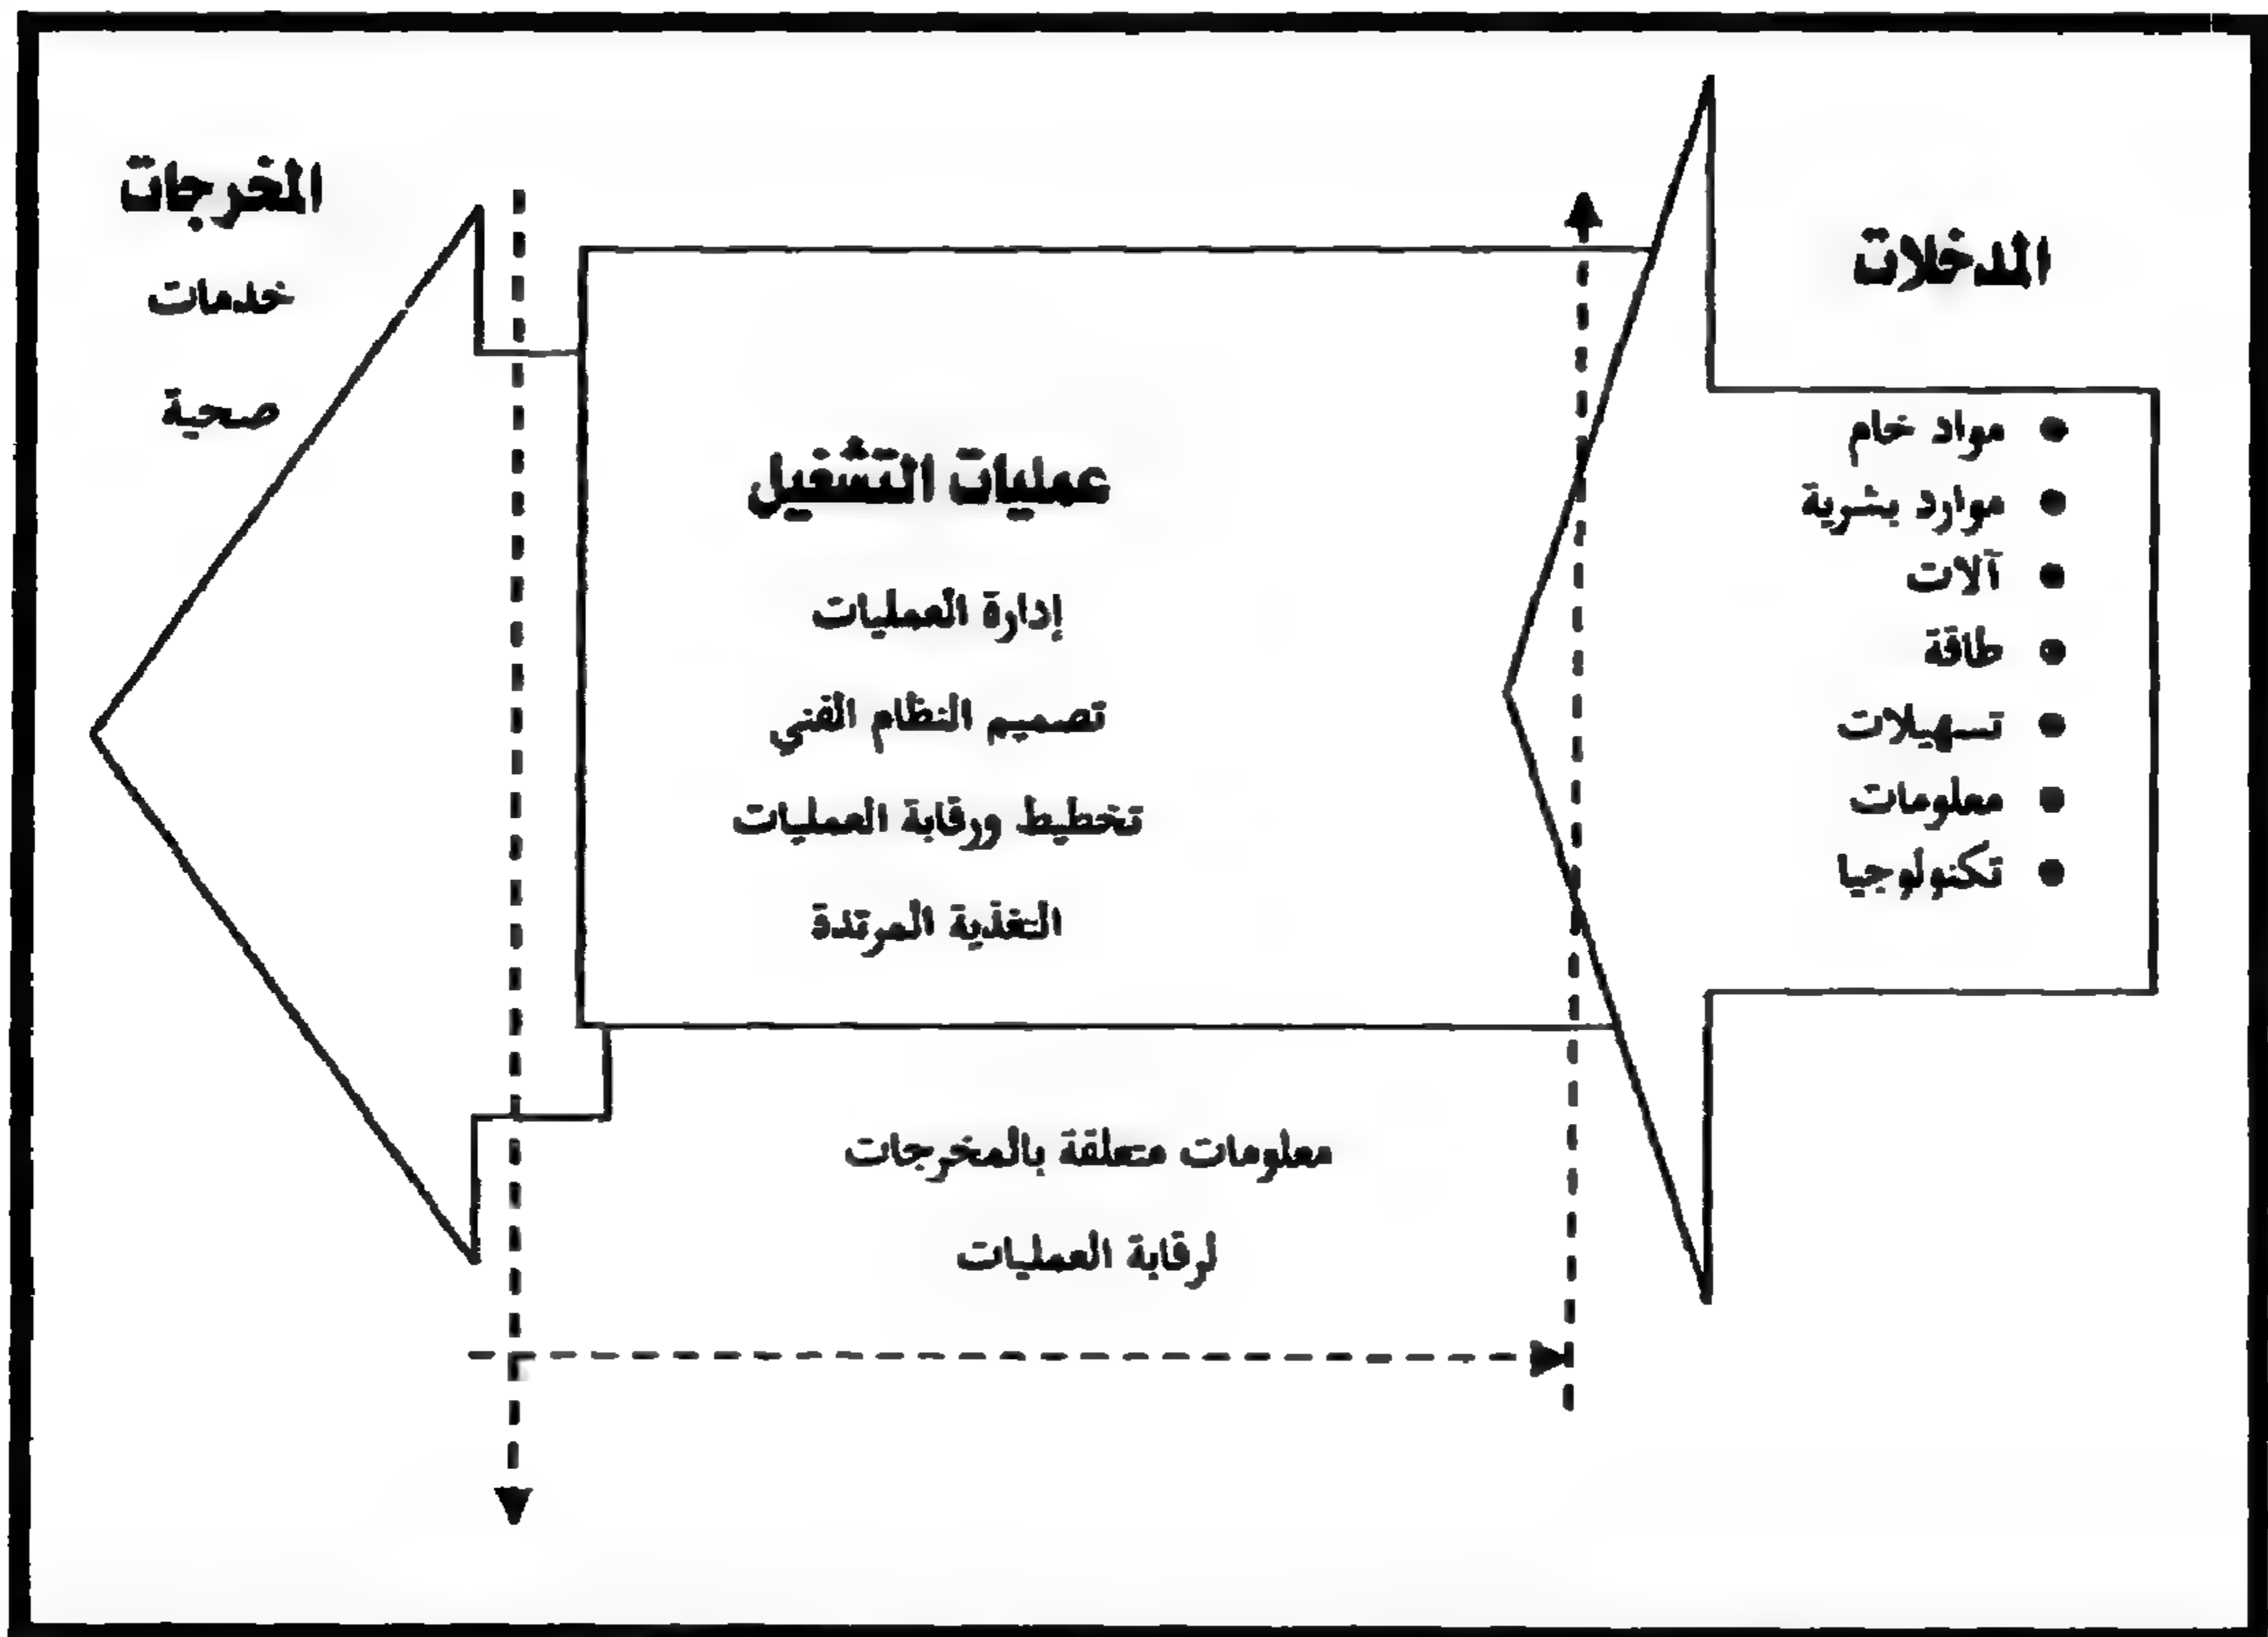 المدخلات
● مواد خام
● موارد بشرية
● آلات
● طاقة
● تسهيلات
● معلومات
● تكنولوجيا
عمليات التشغيل
إدارة العمليات
تصميم النظام الفني
تخطيط ورقابة العمليات
التغذية المرتدة
معلومات متعلقة بالمخرجات
لرقابة العمليات
المخرجات
خدمات
صحية